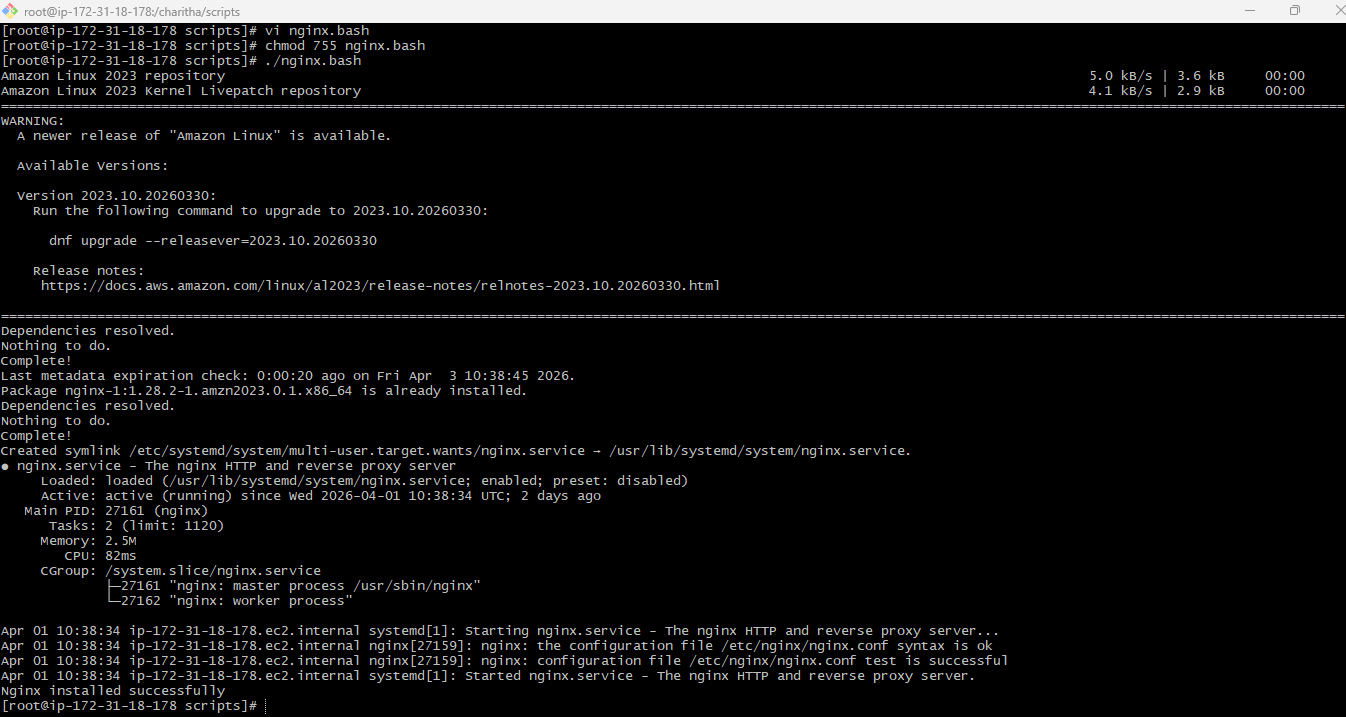 root@ip-172-31-18-178:/charitha/scripts
[root@ip-172-31-18-178 scripts]# vi nginx.bash
[root@ip-172-31-18-178 scripts]# chmod 755 nginx.bash
[root@ip-172-31-18-178 scripts]# ./nginx.bash
Amazon Linux 2023 repository 5.0 kB/s | 3.6 kB 00:00
Amazon Linux 2023 Kernel Livepatch repository 4.1 kB/s | 2.9 kB 00:00
================================================================================
WARNING:
  A newer release of "Amazon Linux" is available.

  Available Versions:

  Version 2023.10.20260330:
    Run the following command to upgrade to 2023.10.20260330:

      dnf upgrade --releasever=2023.10.20260330

    Release notes:
     https://docs.aws.amazon.com/linux/al2023/release-notes/relnotes-2023.10.20260330.html

================================================================================
Dependencies resolved.
Nothing to do.
Complete!
Last metadata expiration check: 0:00:20 ago on Fri Apr  3 10:38:45 2026.
Package nginx-1:1.28.2-1.amzn2023.0.1.x86_64 is already installed.
Dependencies resolved.
Nothing to do.
Complete!
Created symlink /etc/systemd/system/multi-user.target.wants/nginx.service → /usr/lib/systemd/system/nginx.service.
● nginx.service - The nginx HTTP and reverse proxy server
     Loaded: loaded (/usr/lib/systemd/system/nginx.service; enabled; preset: disabled)
     Active: active (running) since Wed 2026-04-01 10:38:34 UTC; 2 days ago
   Main PID: 27161 (nginx)
      Tasks: 2 (limit: 1120)
     Memory: 2.5M
        CPU: 82ms
     CGroup: /system.slice/nginx.service
             ├─27161 "nginx: master process /usr/sbin/nginx"
             └─27162 "nginx: worker process"

Apr 01 10:38:34 ip-172-31-18-178.ec2.internal systemd[1]: Starting nginx.service - The nginx HTTP and reverse proxy server...
Apr 01 10:38:34 ip-172-31-18-178.ec2.internal nginx[27159]: nginx: the configuration file /etc/nginx/nginx.conf syntax is ok
Apr 01 10:38:34 ip-172-31-18-178.ec2.internal nginx[27159]: nginx: configuration file /etc/nginx/nginx.conf test is successful
Apr 01 10:38:34 ip-172-31-18-178.ec2.internal systemd[1]: Started nginx.service - The nginx HTTP and reverse proxy server.
Nginx installed successfully
[root@ip-172-31-18-178 scripts]#